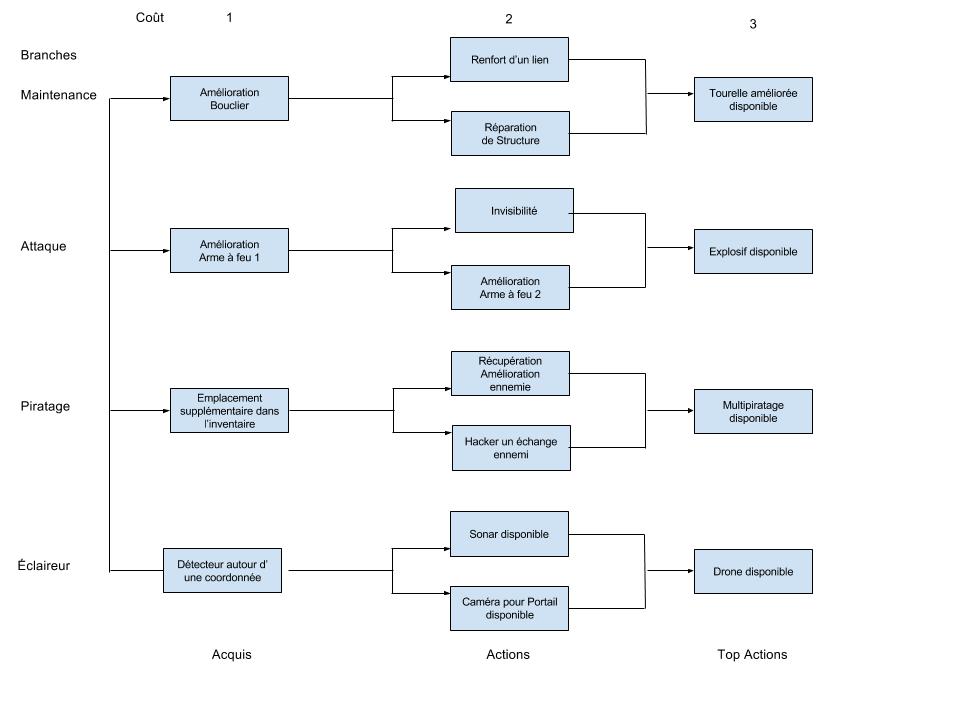 Coût 1 2 3
Branches
Maintenance
Amélioration
Bouclier
Renfort d'un lien
Réparation
de Structure
Tourelle améliorée
disponible
Attaque
Amélioration
Arme à feu 1
Invisibilité
Amélioration
Arme à feu 2
Explosif disponible
Piratage
Emplacement
supplémentaire dans
l'inventaire
Récupération
Amélioration
ennemie
Hacker un échange
ennemi
Multipiratage
disponible
Éclaireur
Détecteur autour d'
une coordonnée
Sonar disponible
Caméra pour Portail
disponible
Drone disponible
Acquis Actions Top Actions